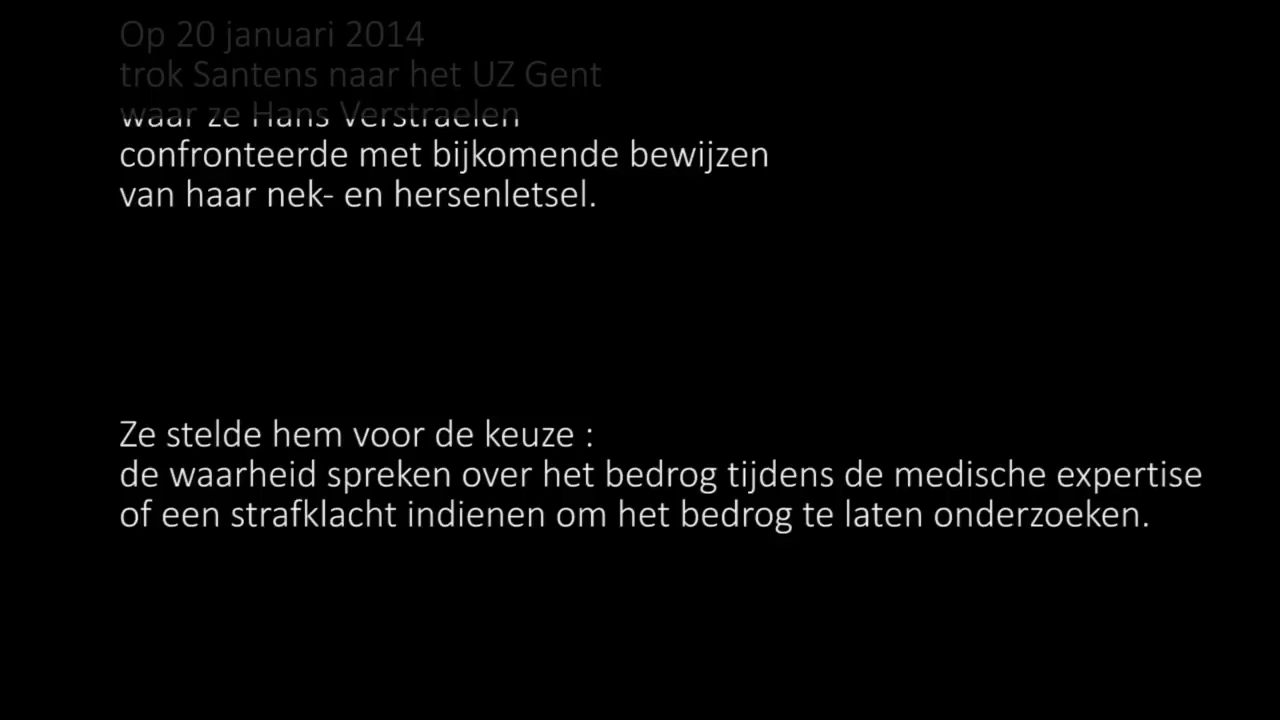 Op 20 januari 2014
trok Santens naar het UZ Gent
waar ze Hans Verstraelen
confronteerde met bijkomende bewijzen
van haar nek- en hersenletsel.
Ze stelde hem voor de keuze :
de waarheid spreken over het bedrog tijdens de medische expertise
of een strafklacht indienen om het bedrog te laten onderzoeken.